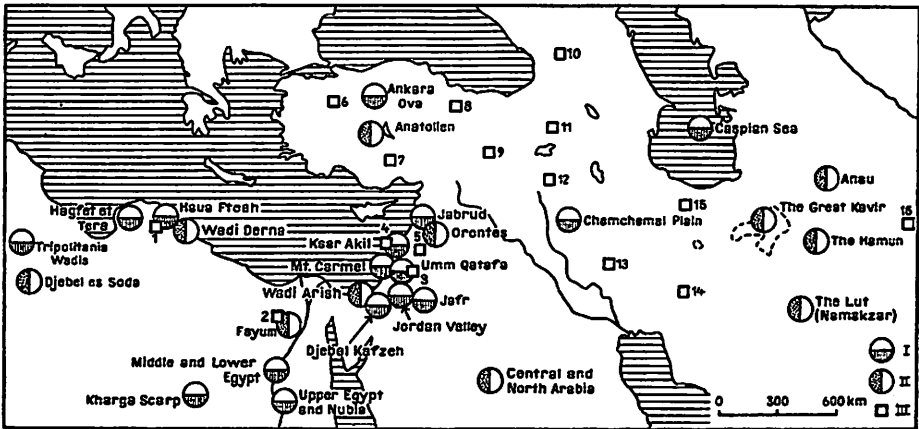 10
6
Ankara
Ova
8
Anatolien
11
Caspian Sea
7
9
12
Anau
Hagfet et
Tera
Haua Fteah
1
Wadi Derna
4
Jabrud
Orontes
Chemchemal Plain
15
The Great Kavir
16
Tripolitania
Wadis
Ksar Akil
5
The Hamun
Mt. Carmel
Umm Qatafa
3
13
Djebel es Soda
Wadi Arish
Jafr
14
The Lut
(Namakzar)
2
Fayum
Jordan Valley
Djebel Kafzeh
I
Middle and Lower
Egypt
Central and
North Arabia
II
Kharga Scarp
Upper Egypt
and Nubia
0 600 km
III